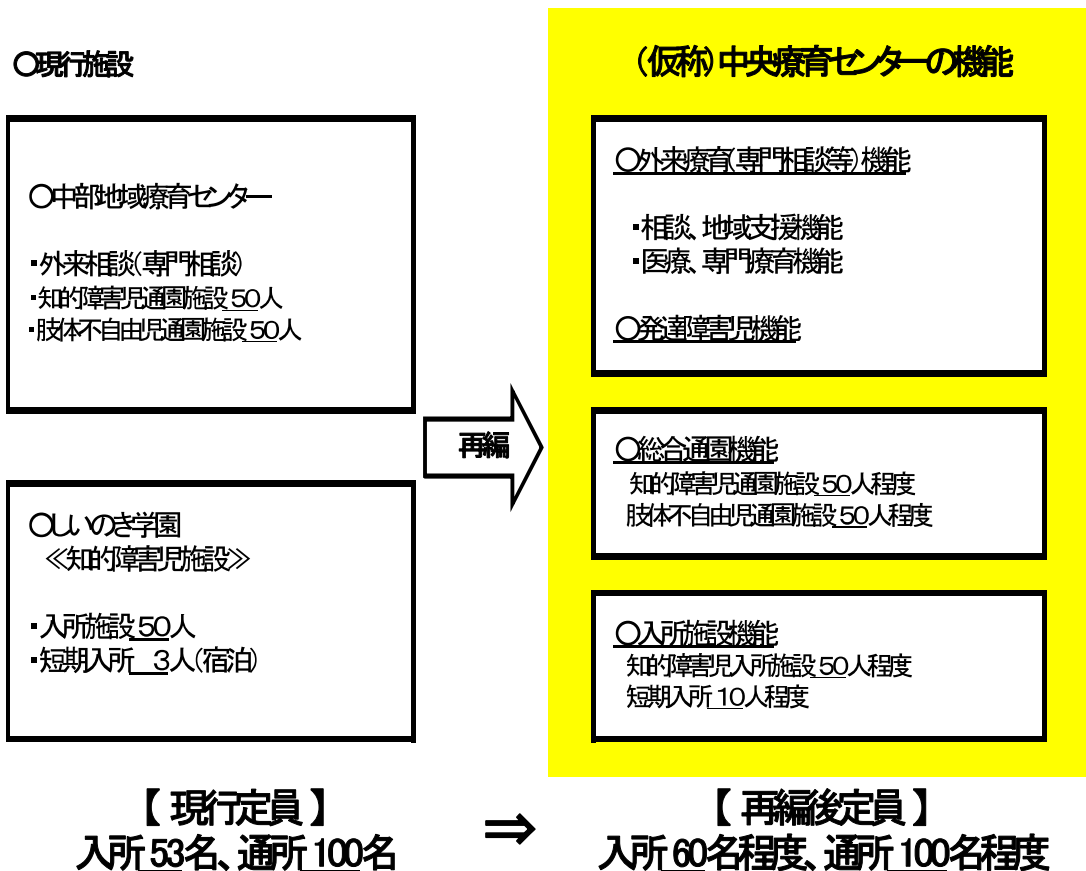 〇現行施設
〇中部地域療育センター
・外来相談(専門相談)
・知的障害児通園施設 50人
・肢体不自由児通園施設 50人
〇しいのき学園
≪知的障害児施設≫
・入所施設 50人
・短期入所　3人(宿泊)
再編
(仮称)中央療育センターの機能
〇外来療育(専門相談等)機能
・相談、地域支援機能
・医療、専門療育機能
〇発達障害児機能
〇総合通園機能
知的障害児通園施設 50人程度
肢体不自由児通園施設 50人程度
〇入所施設機能
知的障害児入所施設 50人程度
短期入所 10人程度
【 現行定員 】
入所 53名、通所 100名
⇒
【 再編後定員 】
入所 60名程度、通所 100名程度